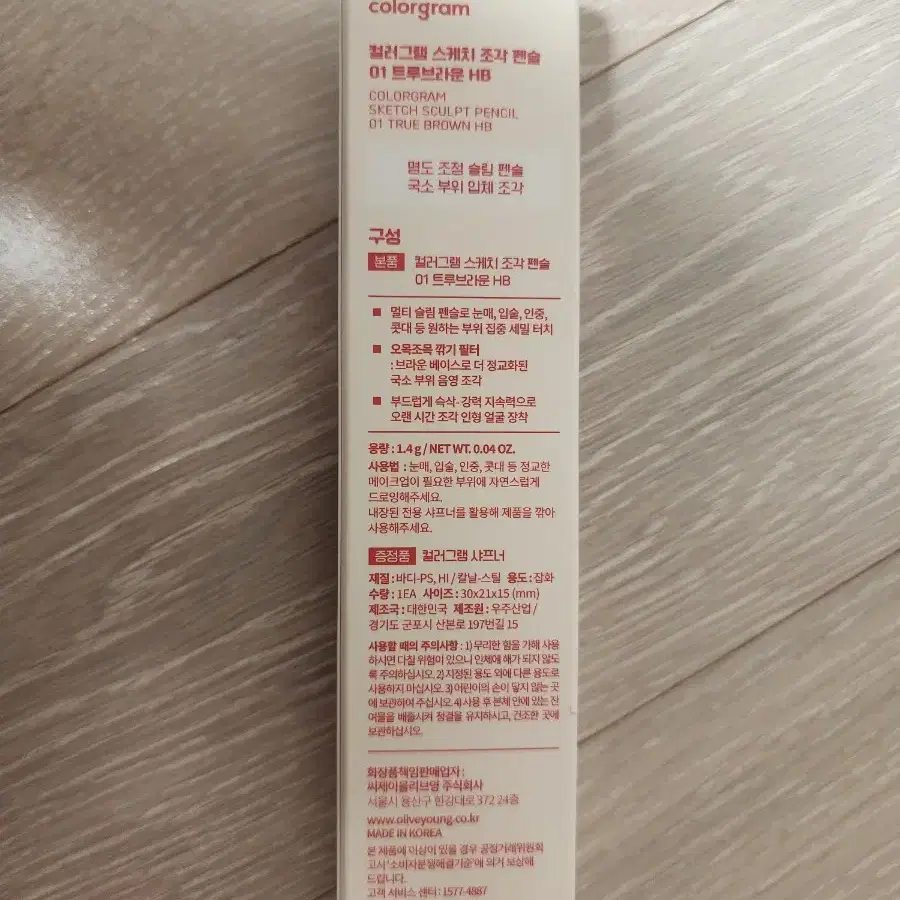 colorgram
컬러그램 스케치 조각 펜슬
01 트루브라운 HB
COLORGRAM
SKETCH SCULPT PENCIL
01 TRUE BROWN HB
명도 조절 슬림 펜슬
국소 부위 입체 조각
구성
본품 컬러그램 스케치 조각 펜슬
01 트루브라운 HB
멀티 슬림 펜슬로 눈매, 입술, 인중,
콧대 등 원하는 부위 집중 세밀 터치
오목조목 깎기 필터
: 브라운 베이스로 더 정교화된
국소 부위 음영 조각
부드럽게 슥삭- 강력 지속력으로
오랜 시간 조각 인형 얼굴 장착
용량 : 1.4 g / NET WT. 0.04 OZ.
사용법 : 눈매, 입술, 인중, 콧대 등 정교한
메이크업이 필요한 부위에 자연스럽게
드로잉해주세요.
내장된 전용 샤프너를 활용해 제품을 깎아
사용해주세요.
증정품 컬러그램 샤프너
재질 : 바디-PS, HI / 칼날-스틸 용도 : 잡화
수량 : 1EA 사이즈 : 30x21x15 (mm)
제조국 : 대한민국 제조원 : 우주산업 /
경기도 군포시 산본로 197번길 15
사용할 때의 주의사항 : 1) 무리한 힘을 가해 사용
하시면 다칠 위험이 있으니 인체에 해가 되지 않도
록 주의하십시오. 2) 지정된 용도 외에 다른 용도로
사용하지 마십시오. 3) 어린이의 손이 닿지 않는 곳
에 보관하여 주십시오. 4) 사용 후 본체 안에 있는 잔
여물을 배출시켜 청결을 유지하시고, 건조한 곳에
보관하십시오.
화장품책임판매업자 :
씨제이올리브영 주식회사
서울시 용산구 한강대로 372 24층
www.oliveyoung.co.kr
MADE IN KOREA
본 제품에 이상이 있을 경우 공정거래위원회
고시 '소비자분쟁해결기준'에 의거 보상해
드립니다.
고객 서비스 센터 : 1577-4887